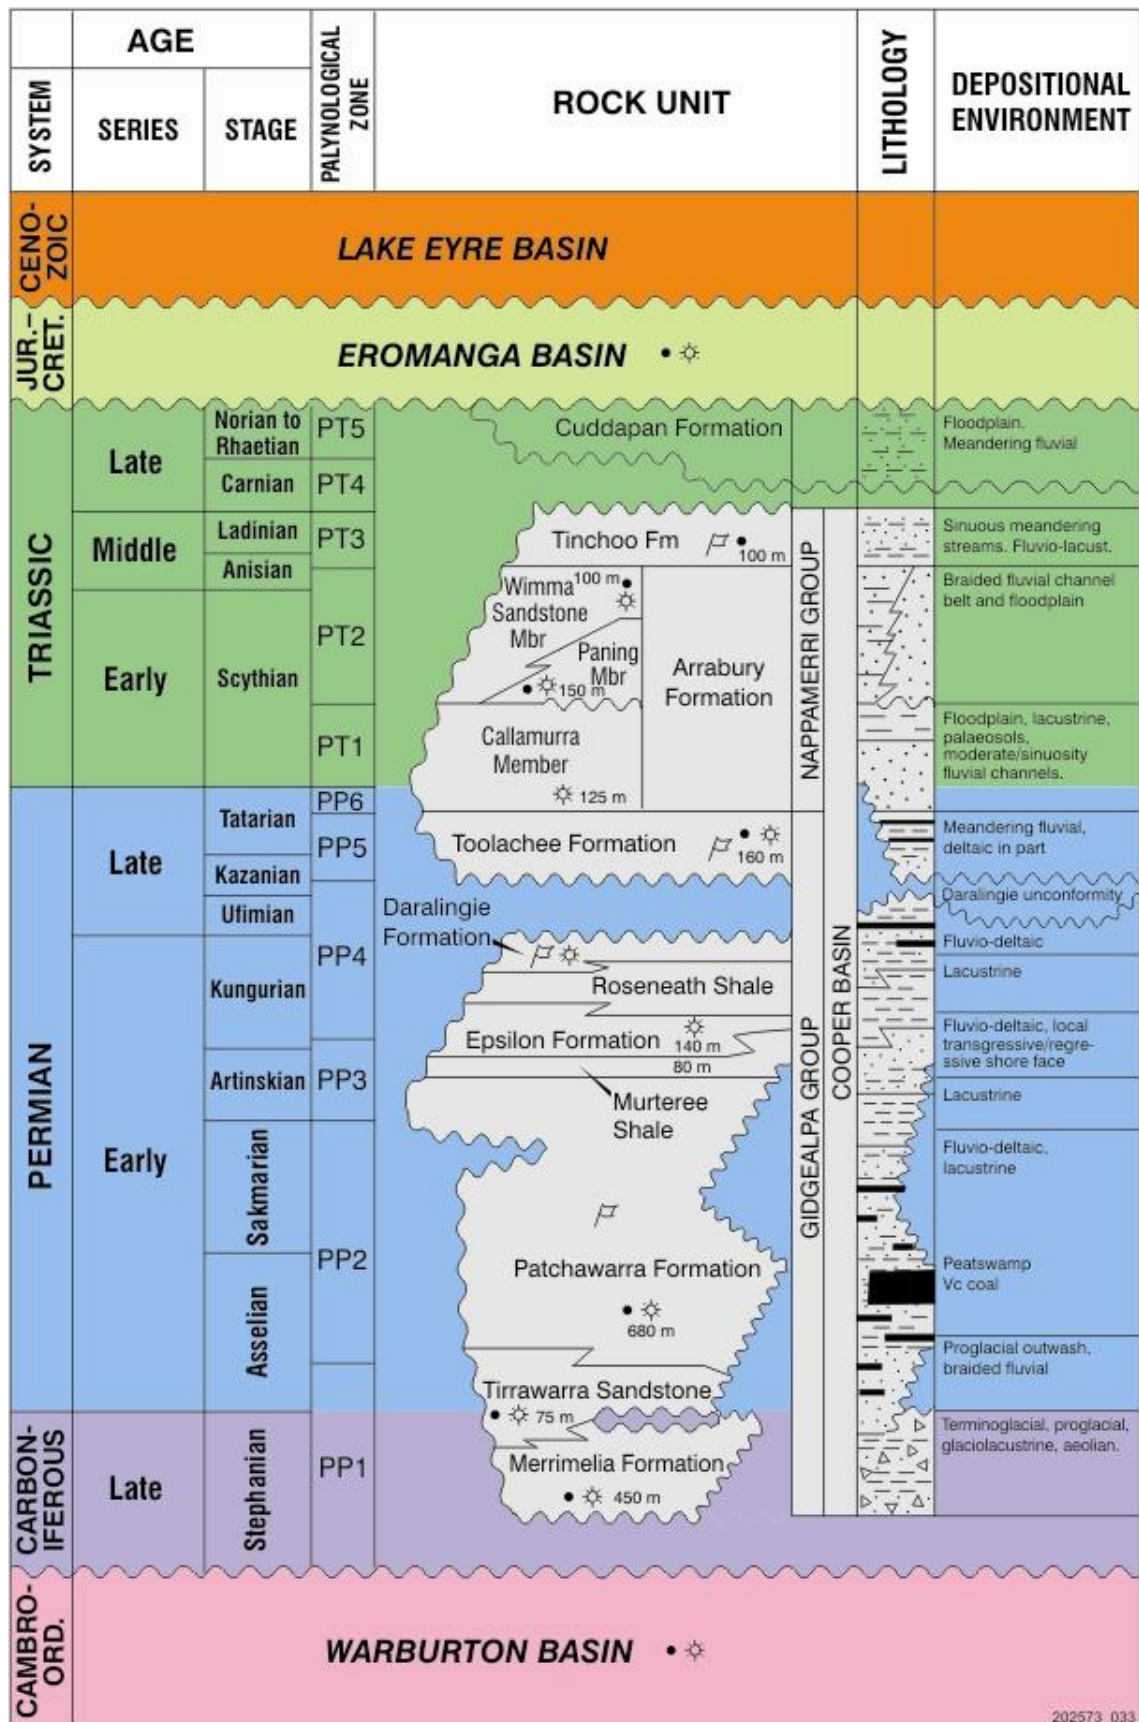 AGE
SYSTEM
SERIES
STAGE
PALYNOLOGICAL
ZONE
ROCK UNIT
LITHOLOGY
DEPOSITIONAL
ENVIRONMENT
CENO-
ZOIC
LAKE EYRE BASIN
JUR.–
CRET.
EROMANGA BASIN
TRIASSIC
Late
Norian to
Rhaetian
PT5
Cuddapan Formation
Floodplain.
Meandering fluvial
Carnian
PT4
Middle
Ladinian
PT3
Tinchoo Fm
100 m
Sinuous meandering
streams. Fluvio-lacust.
Anisian
Early
Scythian
PT2
Wimma
Sandstone
Mbr
100 m
Paning
Mbr
150 m
Arrabury
Formation
Braided fluvial channel
belt and floodplain
PT1
Callamurra
Member
125 m
NAPPAMERRI GROUP
Floodplain, lacustrine,
palaeosols,
moderate/sinuosity
fluvial channels.
PERMIAN
Late
Tatarian
PP6
PP5
Toolachee Formation
160 m
Meandering fluvial,
deltaic in part
Kazanian
Ufimian
Daralingie unconformity
Daralingie
Formation
PP4
Fluvio-deltaic
Early
Kungurian
Roseneath Shale
Lacustrine
Epsilon Formation
140 m
80 m
Fluvio-deltaic, local
transgressive/regre-
ssive shore face
Artinskian
PP3
Murteree
Shale
Lacustrine
GIDGEALPA GROUP
COOPER BASIN
Sakmarian
PP2
Fluvio-deltaic,
lacustrine
Asselian
Patchawarra Formation
680 m
Peatswamp
Vc coal
Tirrawarra Sandstone
75 m
Proglacial outwash,
braided fluvial
CARBON-
IFEROUS
Late
Stephanian
PP1
Merrimelia Formation
450 m
Terminoglacial, proglacial,
glaciolacustrine, aeolian.
CAMBRO-
ORD.
WARBURTON BASIN
202573_033